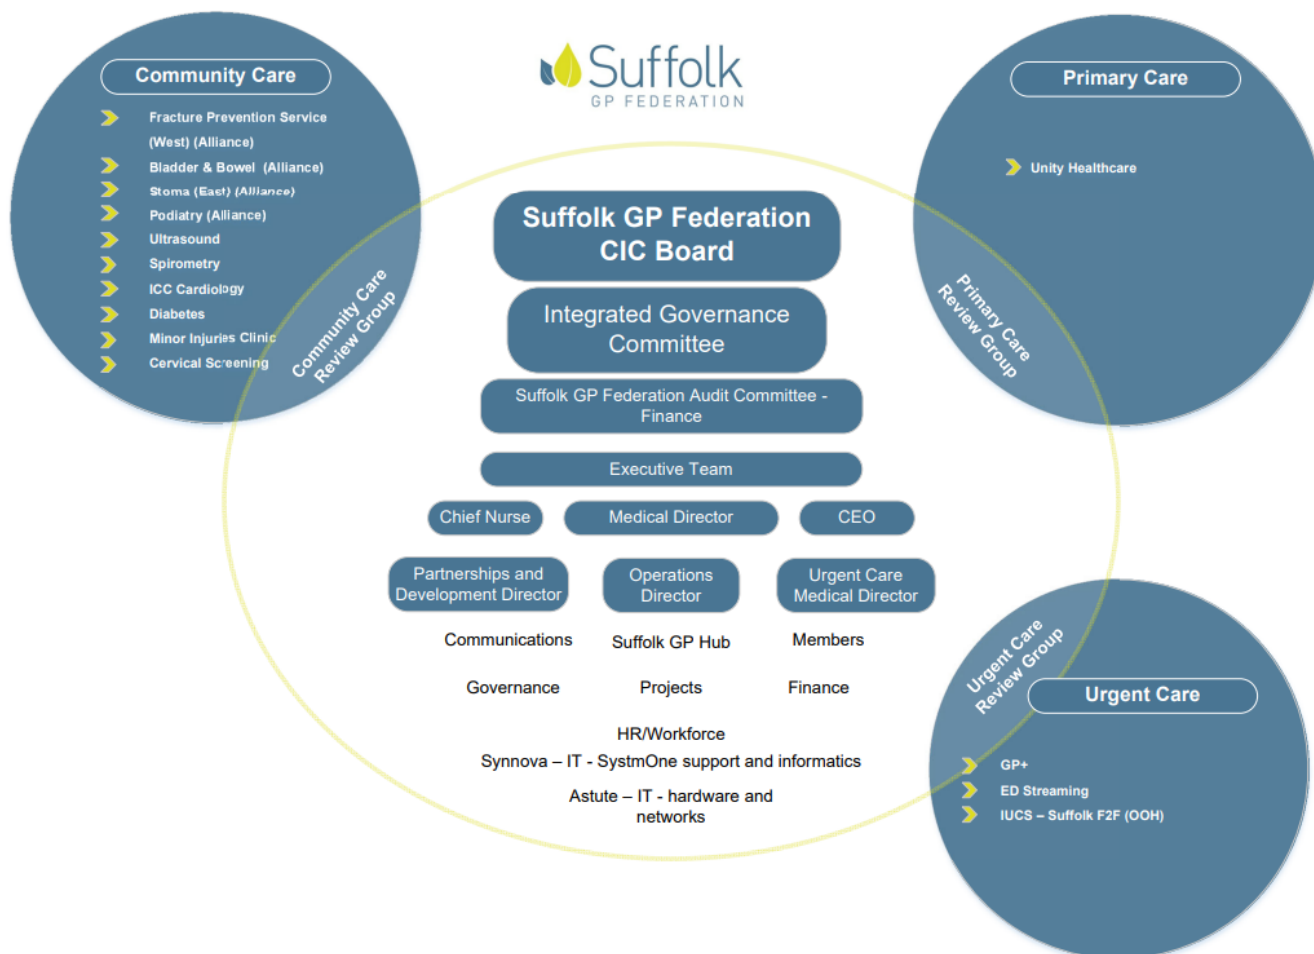 Suffolk
GP FEDERATION
Community Care
Fracture Prevention Service
(West) (Alliance)
Bladder & Bowel (Alliance)
Stoma (East) (Alliance)
Podiatry (Alliance)
Ultrasound
Spirometry
ICC Cardiology
Diabetes
Minor Injuries Clinic
Cervical Screening
Community Care
Review Group
Primary Care
Unity Healthcare
Primary Care
Review Group
Suffolk GP Federation
CIC Board
Integrated Governance
Committee
Suffolk GP Federation Audit Committee -
Finance
Executive Team
Chief Nurse
Medical Director
CEO
Partnerships and
Development Director
Operations
Director
Urgent Care
Medical Director
Communications
Suffolk GP Hub
Members
Governance
Projects
Finance
HR/Workforce
Synnova – IT - SystmOne support and informatics
Astute – IT - hardware and
networks
Urgent Care
Review Group
Urgent Care
GP+
ED Streaming
IUCS – Suffolk F2F (OOH)